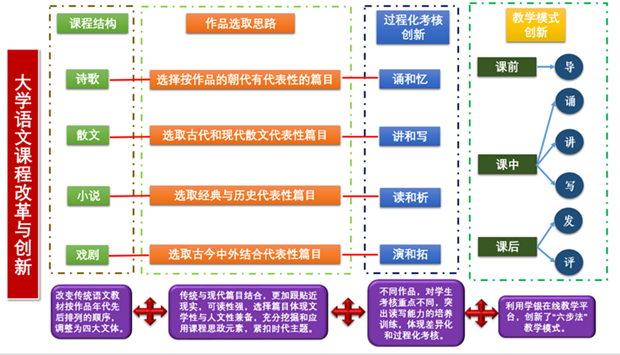 大学语文课程改革与创新
课程结构
作品选取思路
过程化考核
创新
教学模式
创新
诗歌
选择按作品的朝代有代表性的篇目
诵和忆
散文
选取古代和现代散文代表性篇目
讲和写
小说
选取经典与历史代表性篇目
读和析
戏剧
选取古今中外结合代表性篇目
演和拓
课前
导
课中
诵
讲
写
课后
发
评
改变传统语文教
材按作品年代先
后排列的顺序，
调整为四大文体。
传统与现代篇目结合，更加跟贴近
现实，可读性强，选择篇目体现文
学性与人文性兼备，充分挖掘和应
用课程思政元素，紧扣时代主题。
不同作品，对学生
考核重点不同，突
出读写能力的培养
训练，体现差异化
和过程化考核。
利用学银在线教学平
台，创新了“六步法”
教学模式。